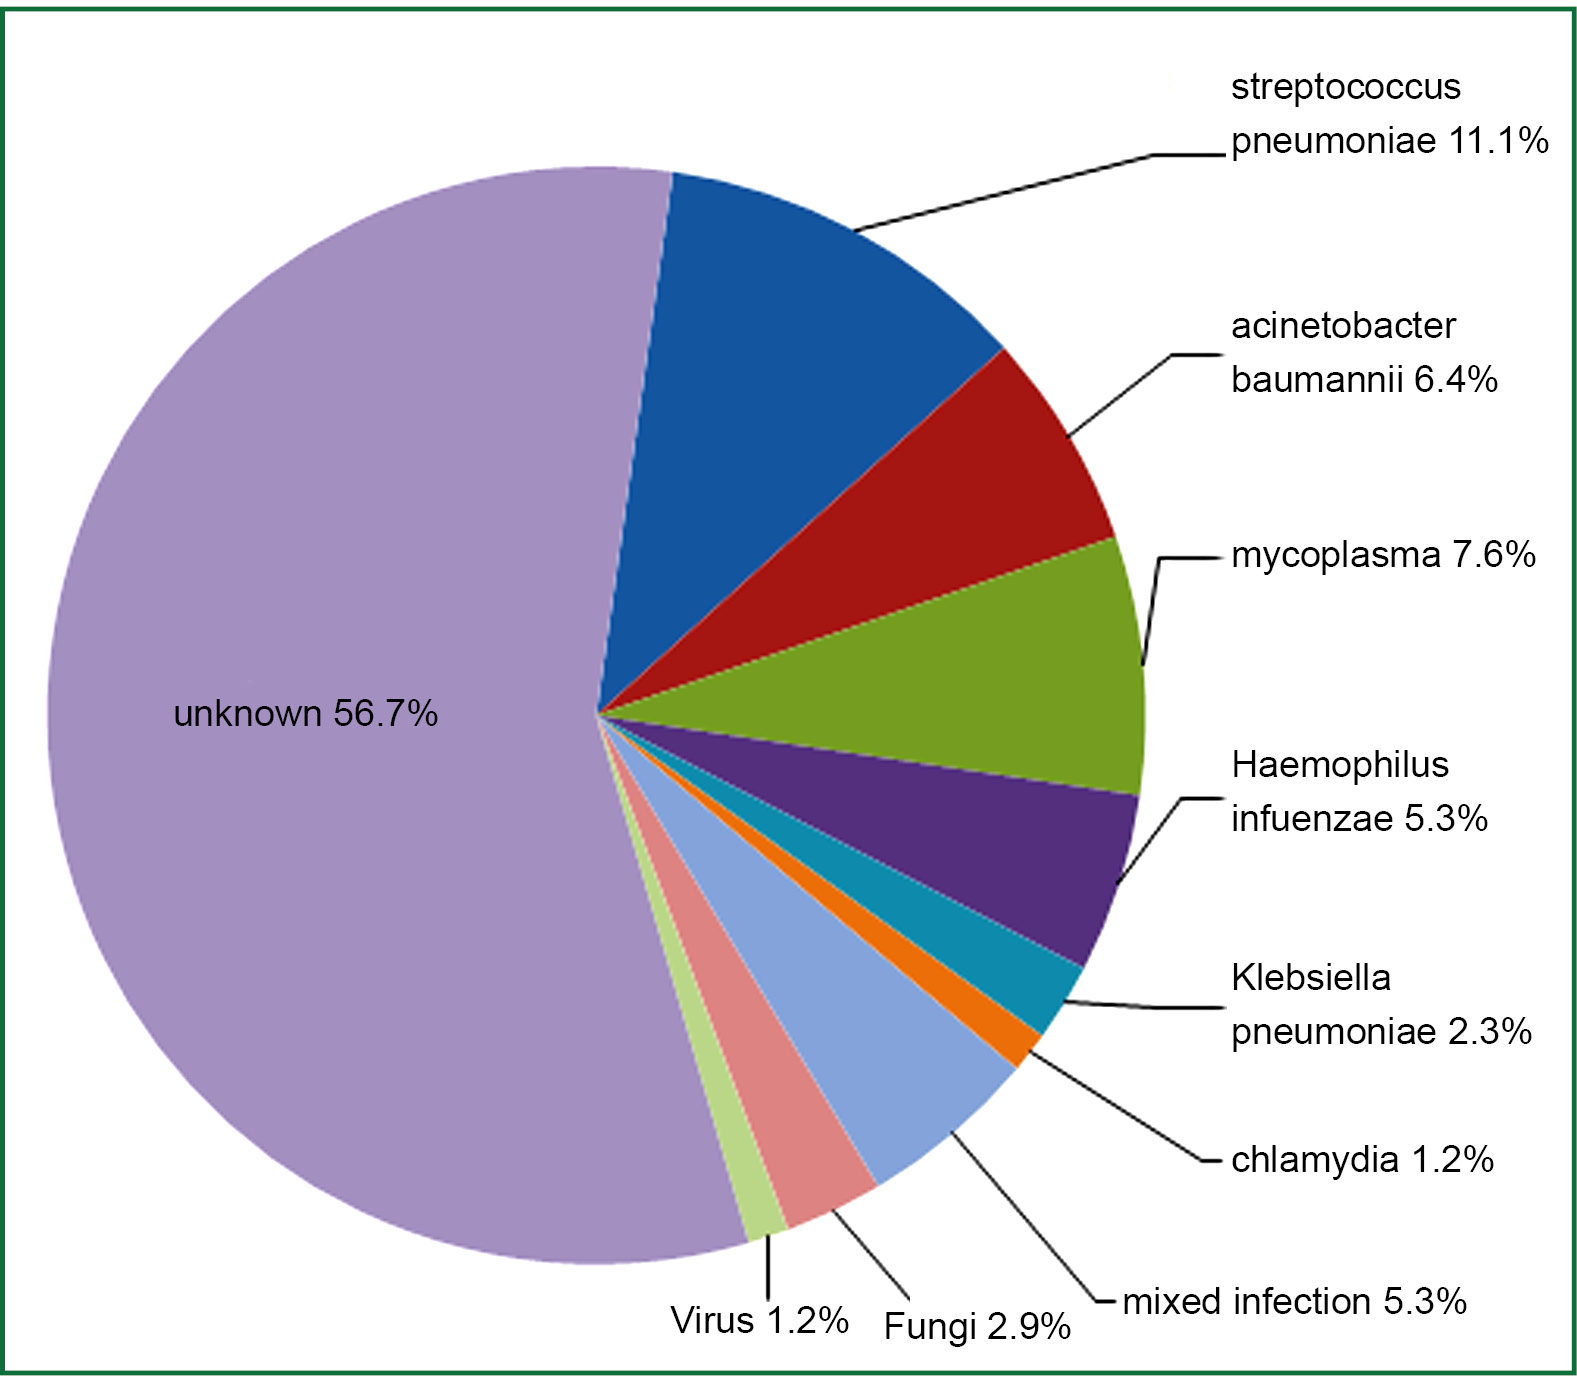 streptococcus
pneumoniae 11.1%
acinetobacter
baumannii 6.4%
mycoplasma 7.6%
unknown 56.7%
Haemophilus
infuenzae 5.3%
Klebsiella
pneumoniae 2.3%
chlamydia 1.2%
mixed infection 5.3%
Virus 1.2%
Fungi 2.9%